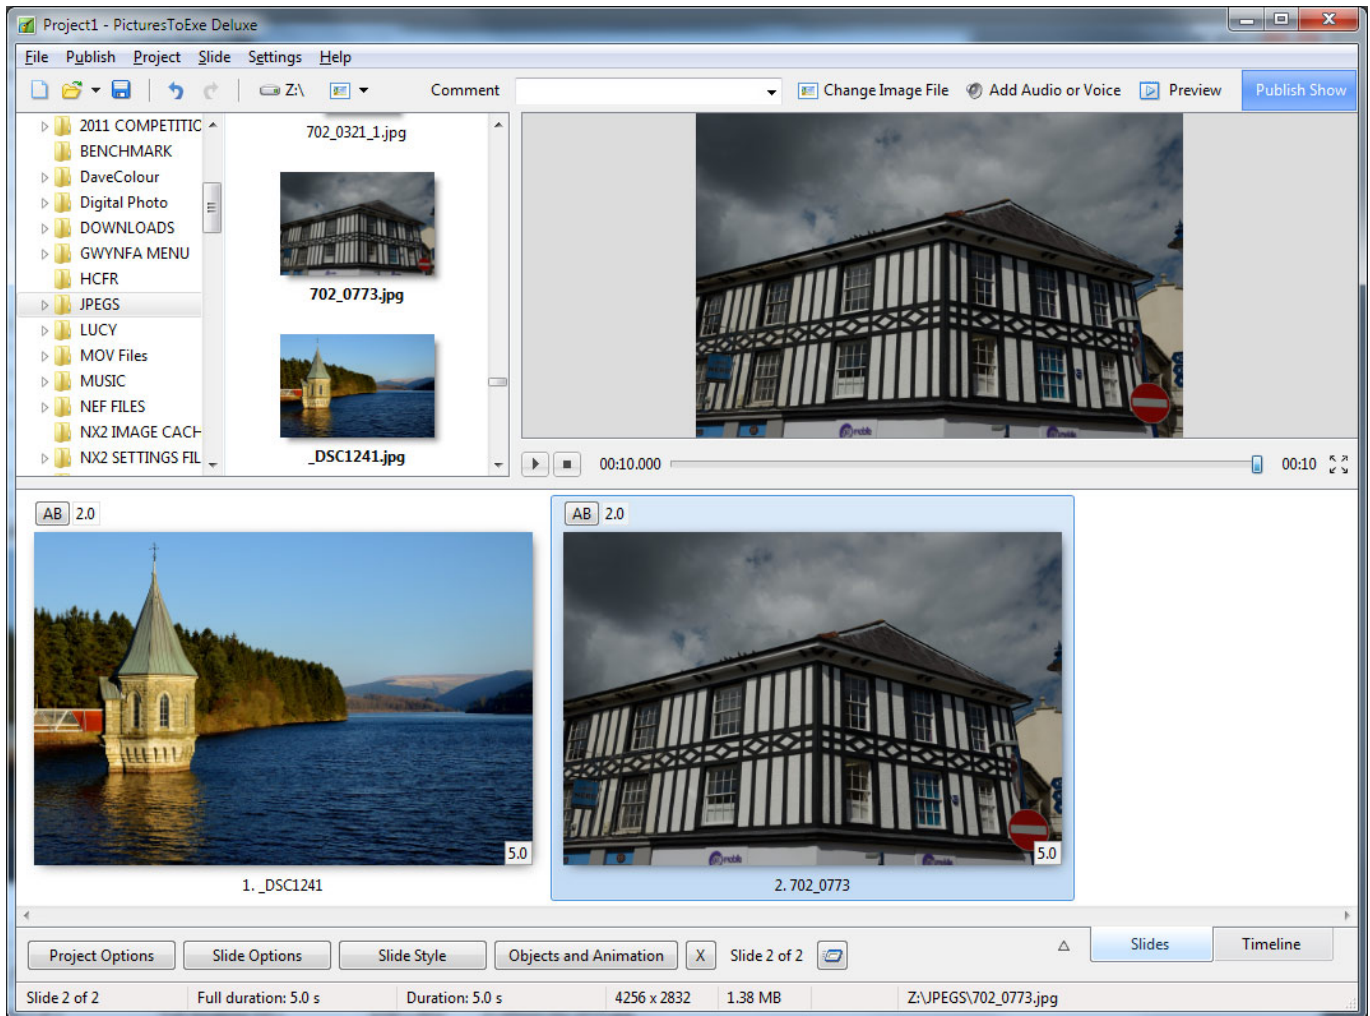 Project1 - PicturesToExe Deluxe
File Publish Project Slide Settings Help
Z:\ Comment Change Image File Add Audio or Voice Preview Publish Show
2011 COMPETITIC
BENCHMARK
DaveColour
Digital Photo
DOWNLOADS
GWYNFA MENU
HCFR
JPEGS
LUCY
MOV Files
MUSIC
NEF FILES
NX2 IMAGE CACH
NX2 SETTINGS FIL
702_0321_1.jpg
702_0773.jpg
_DSC1241.jpg
00:10.000 00:10
AB 2.0
5.0
1. _DSC1241
AB 2.0
mobile
5.0
2. 702_0773
Project Options Slide Options Slide Style Objects and Animation X Slide 2 of 2 Slides Timeline
Slide 2 of 2 Full duration: 5.0 s Duration: 5.0 s 4256 x 2832 1.38 MB Z:\JPEGS\702_0773.jpg